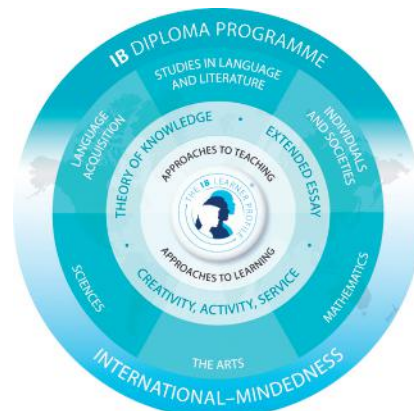 IB DIPLOMA PROGRAMME
STUDIES IN LANGUAGE
AND LITERATURE
LANGUAGE
ACQUISITION
INDIVIDUALS
AND SOCIETIES
THEORY OF KNOWLEDGE
EXTENDED ESSAY
APPROACHES TO TEACHING
THE IB LEARNER PROFILE
APPROACHES TO LEARNING
CREATIVITY, ACTIVITY, SERVICE
SCIENCES
MATHEMATICS
THE ARTS
INTERNATIONAL-MINDEDNESS